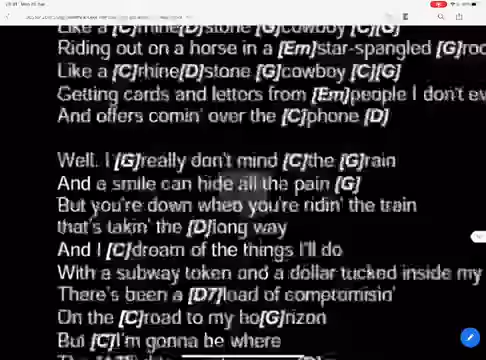 Like a [C]rhine[D]stone [G]cowboy [C][G]
Riding out on a horse in a [Em]star-spangled [G]
Like a [C]rhine[D]stone [G]cowboy [C][G]
Getting cards and letters from [Em]people I don't
And offers comin' over the [C]phone [D]
Well. I [G]really don't mind [C]the [G]rain
And a smile can hide all the pain [G]
But you're down when you're ridin' the train
that's takin' the [D]long way
And I [C]dream of the things I'll do
With a subway token and a dollar tucked inside my
There's been a [D7]load of compromisin'
On the [C]road to my ho[G]rizon
But [C]I'm gonna be where